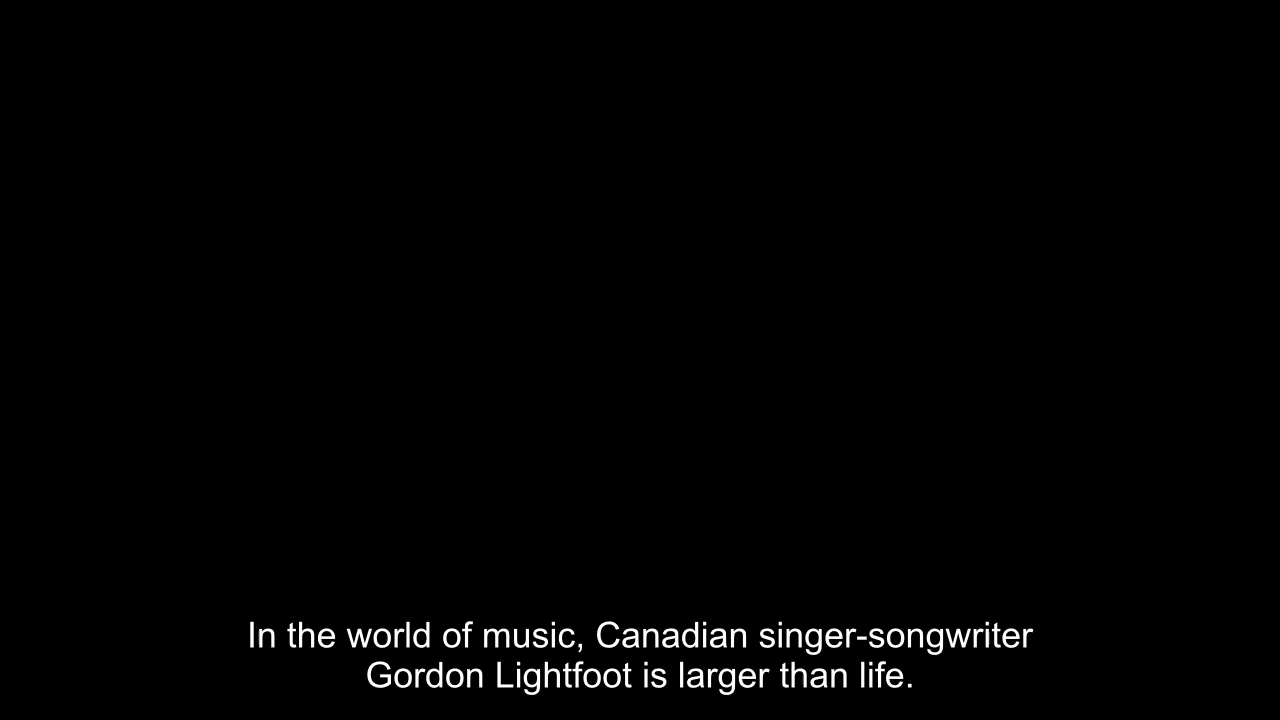 In the world of music, Canadian singer-songwriter
Gordon Lightfoot is larger than life.